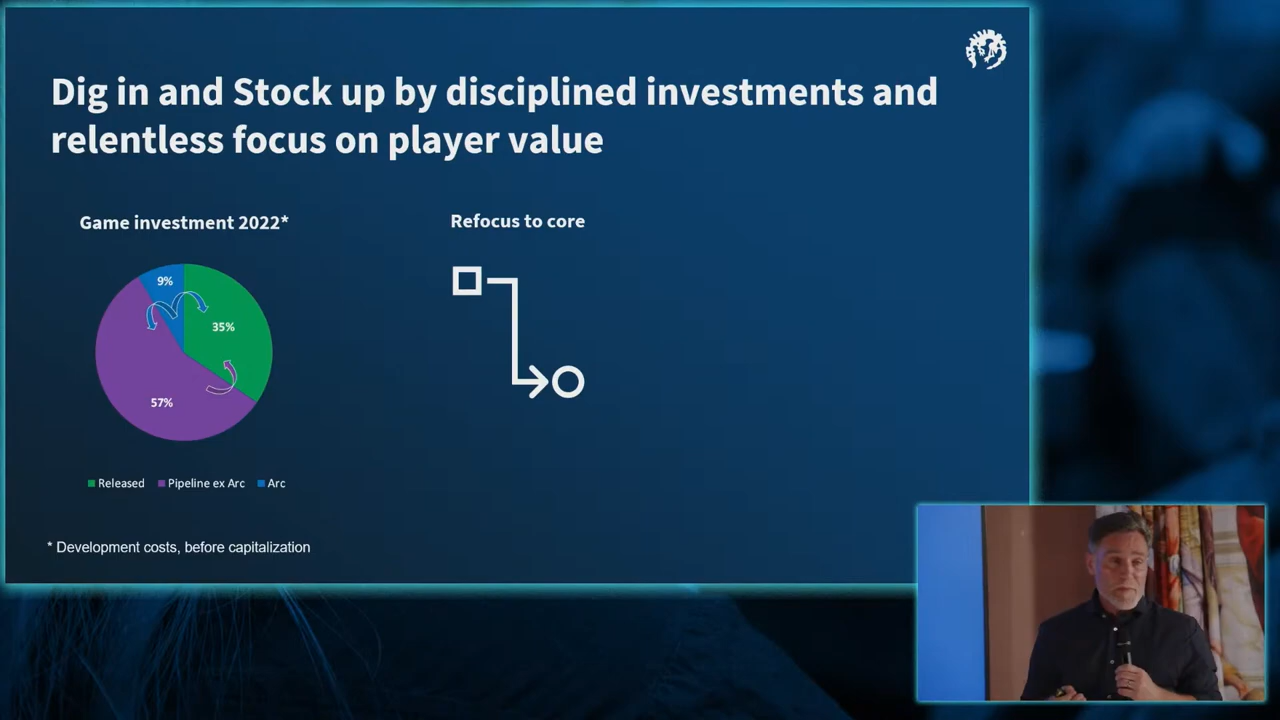 Dig in and Stock up by disciplined investments and
relentless focus on player value
Game investment 2022*
9%
35%
57%
Released Pipeline ex Arc Arc
* Development costs, before capitalization
Refocus to core